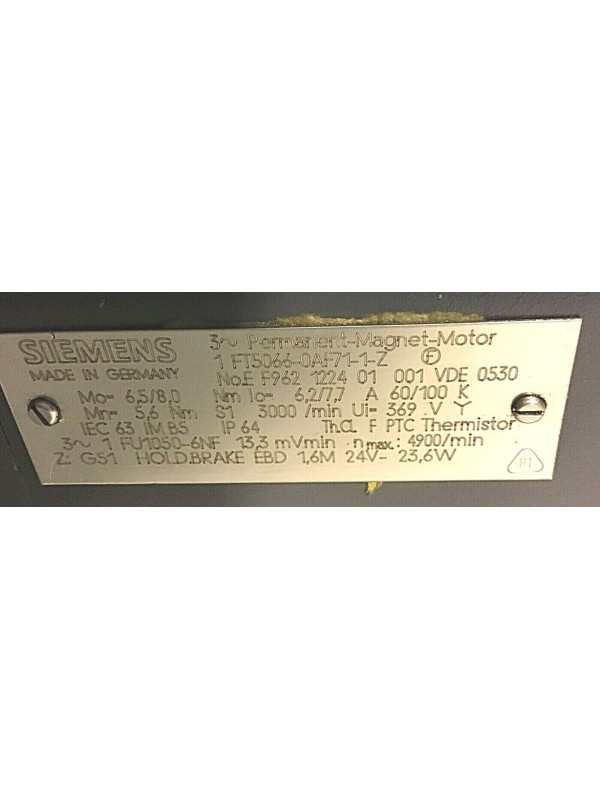 SIEMENS
MADE IN GERMANY
3~ Permanent-Magnet-Motor
1 FT5066-0AF71-1-Z F
No.E F962 1224 01 001 VDE 0530
Mo- 6,5/8,0 Nm Io- 6,2/7,7 A 60/100 K
Mn- 5,6 Nm S1 3000 /min Ui- 369 V Y
IEC 63 IM B5 IP 64 Th.Cl. F PTC Thermistor
3~ 1 FU1050-6NF 13,3 mVmin nmax: 4900/min
Z: G51 HOLD.BRAKE EBD 1,6M 24V- 23,6W
81